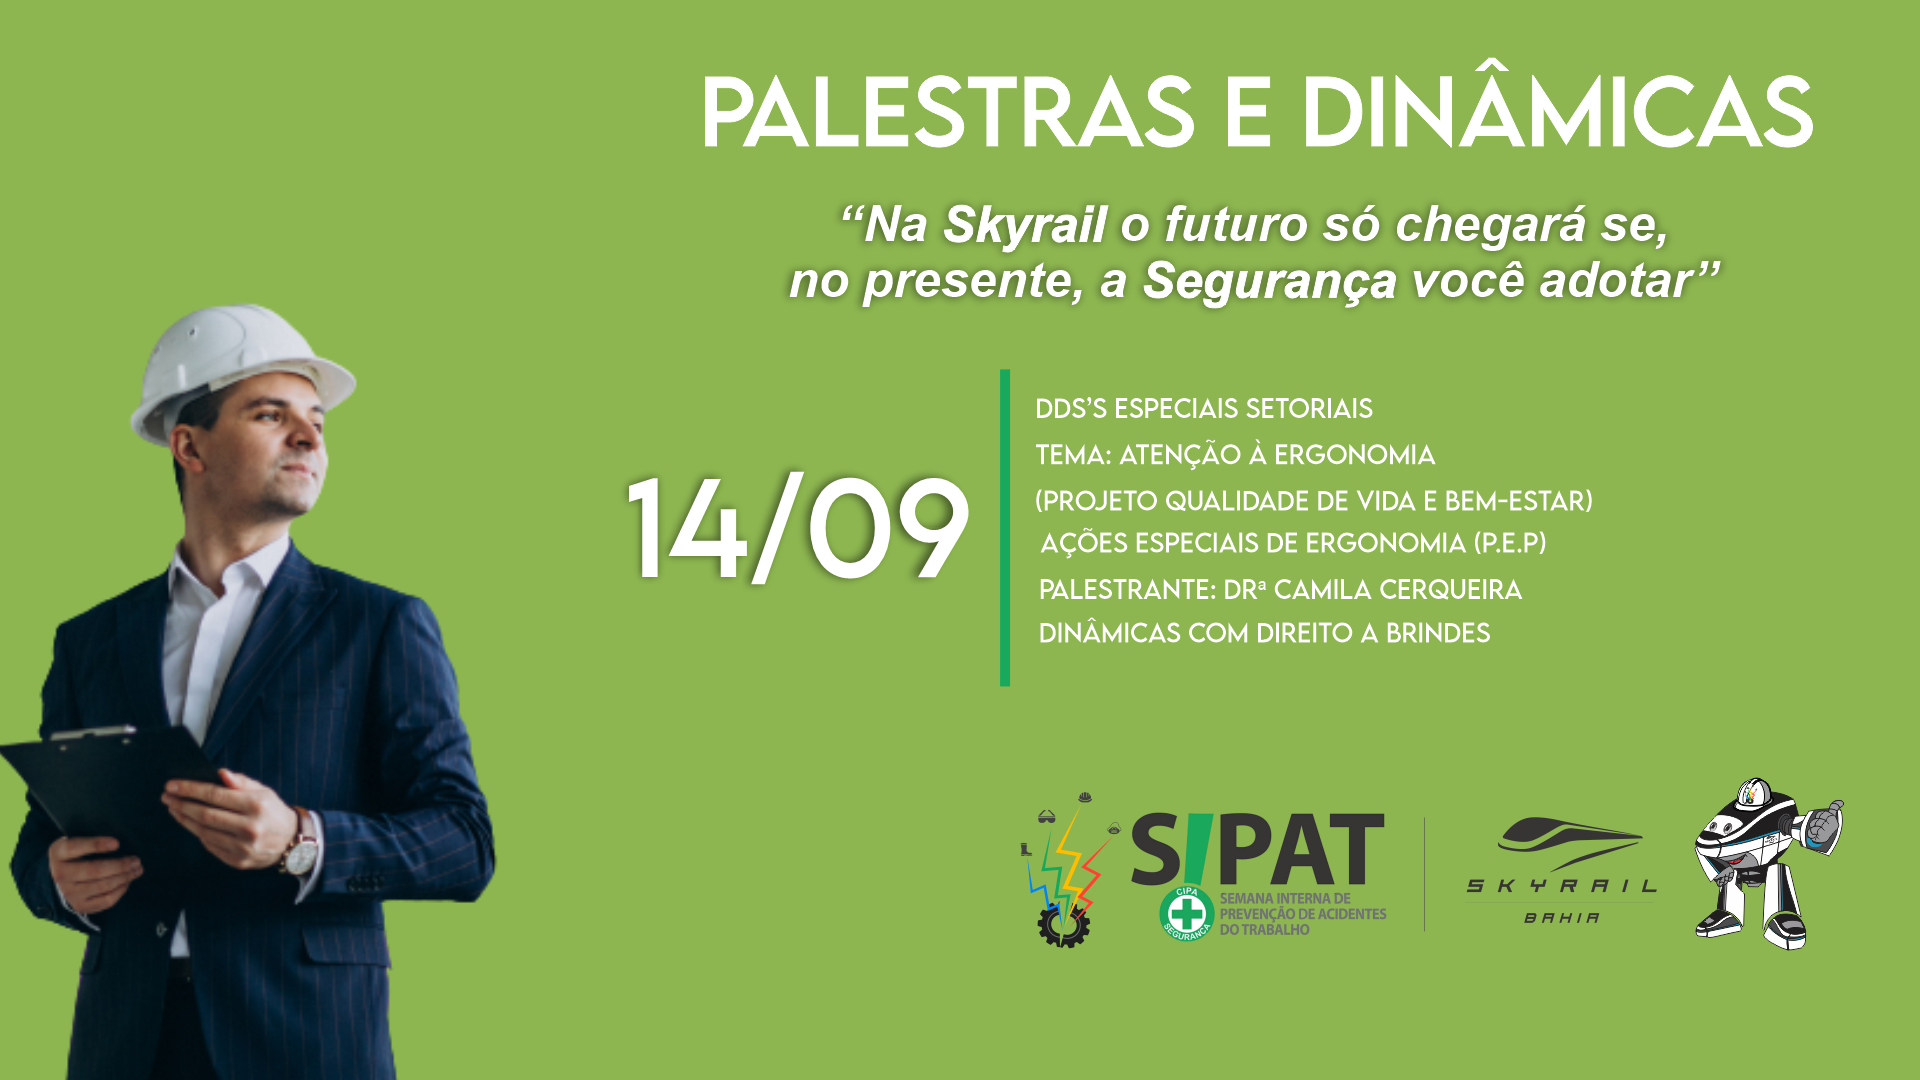 PALESTRAS E DINÂMICAS
“Na Skyrail o futuro só chegará se,
no presente, a Segurança você adotar”
14/09
DDS’S ESPECIAIS SETORIAIS
TEMA: ATENÇÃO À ERGONOMIA
(PROJETO QUALIDADE DE VIDA E BEM-ESTAR)
AÇÕES ESPECIAIS DE ERGONOMIA (P.E.P)
PALESTRANTE: DRª CAMILA CERQUEIRA
DINÂMICAS COM DIREITO A BRINDES
SIPAT
CIPA
SEGURANÇA
SEMANA INTERNA DE
PREVENÇÃO DE ACIDENTES
DO TRABALHO
SKYRAIL
BAHIA